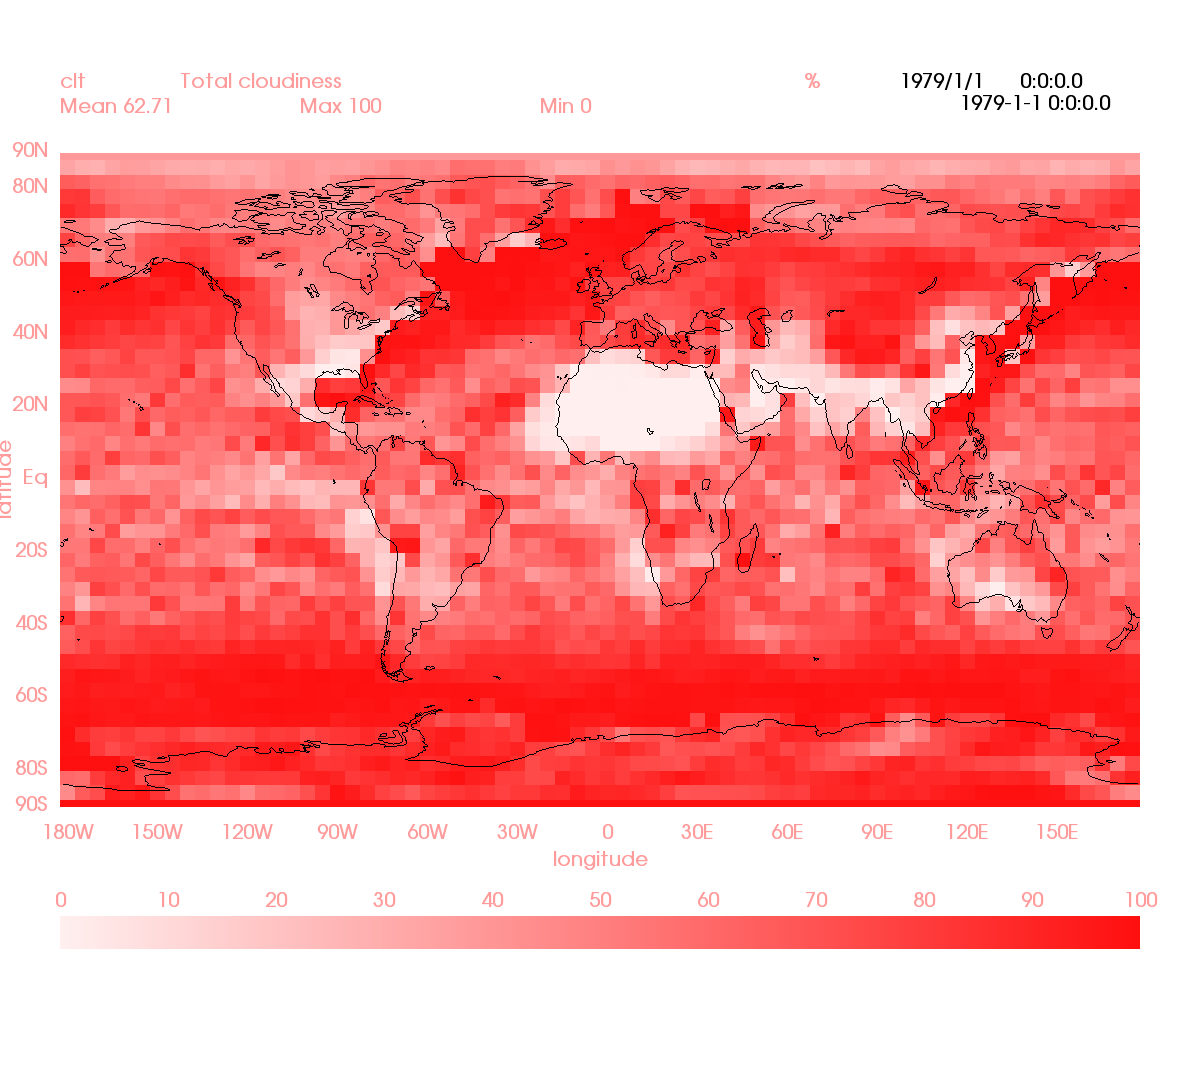 clt Total cloudiness % 1979/1/1 0:0:0.0
Mean 62.71 Max 100 Min 0 1979-1-1 0:0:0.0
90N
80N
60N
40N
20N
Eq
20S
40S
60S
80S
90S
latitude
180W 150W 120W 90W 60W 30W 0 30E 60E 90E 120E 150E
longitude
0 10 20 30 40 50 60 70 80 90 100